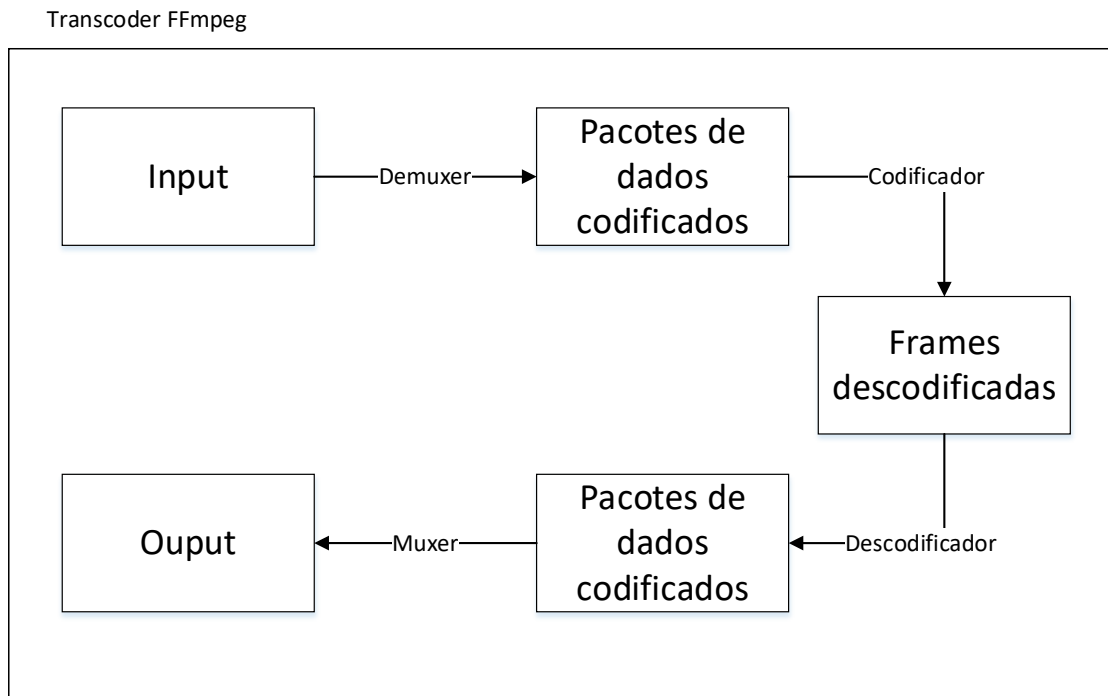 Transcoder FFmpeg
Input
Demuxer
Pacotes de
dados
codificados
Codificador
Frames
descodificadas
Descodificador
Pacotes de
dados
codificados
Muxer
Ouput